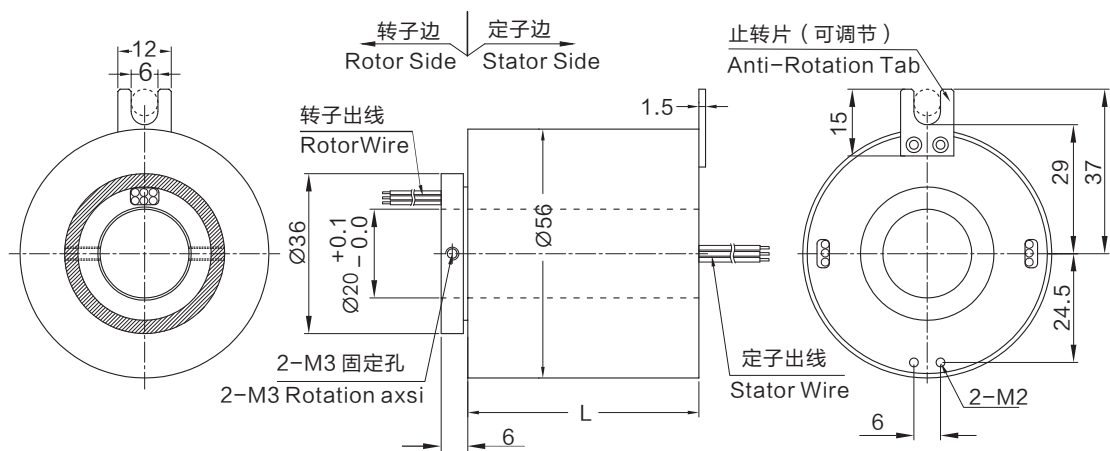 12
6
转子边
Rotor Side
定子边
Stator Side
止转片（可调节）
Anti-Rotation Tab
转子出线
RotorWire
1.5
15
29
37
Ø36
Ø20 +0.1 -0.0
Ø56
24.5
2-M3 固定孔
2-M3 Rotation axsi
定子出线
Stator Wire
2-M2
L
6
6